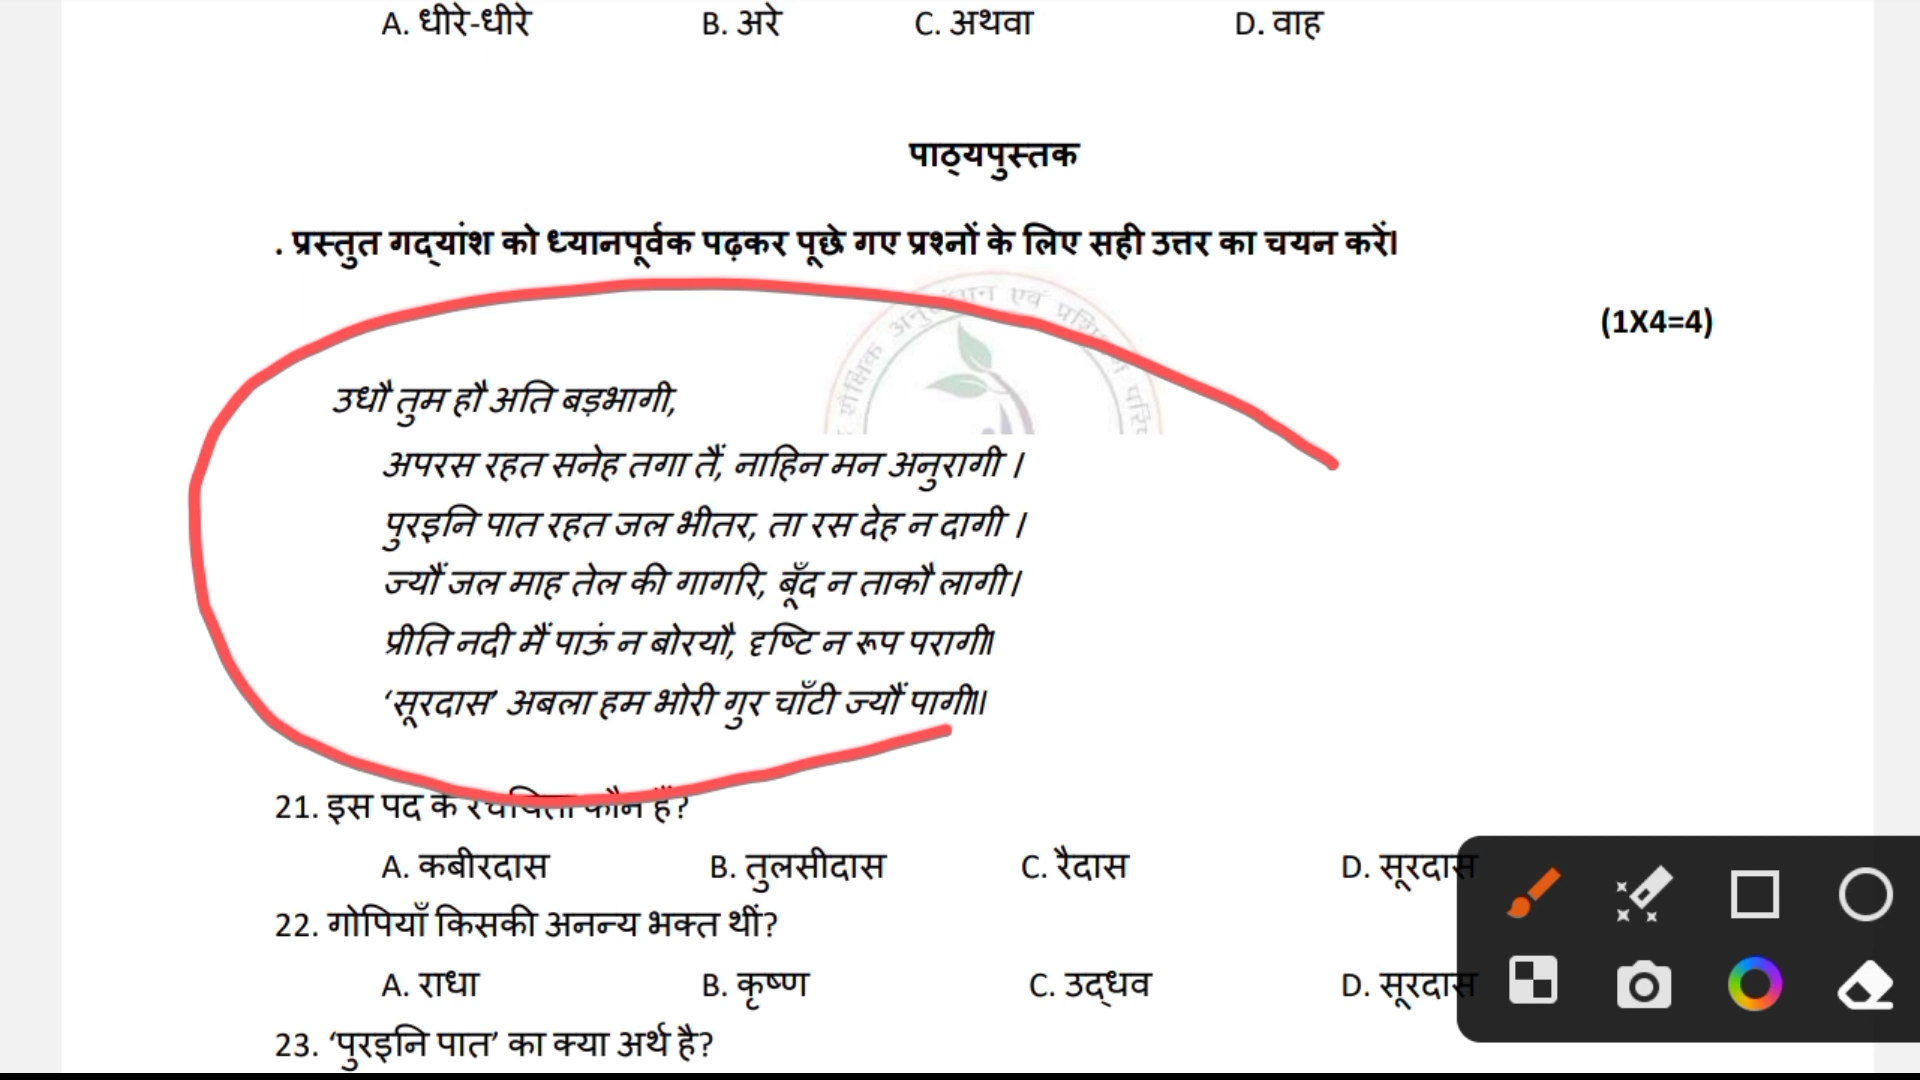 A. धीरे-धीरे B. अरे C. अथवा D. वाह
पाठ्यपुस्तक
. प्रस्तुत गद्यांश को ध्यानपूर्वक पढ़कर पूछे गए प्रश्नों के लिए सही उत्तर का चयन करें।
(1X4=4)
उधौ तुम हौ अति बड़भागी,
अपरस रहत सनेह तगा तैं, नाहिन मन अनुरागी ।
पुरइनि पात रहत जल भीतर, ता रस देह न दागी ।
ज्यौं जल माह तेल की गागरि, बूँद न ताकौ लागी।
प्रीति नदी मैं पाऊं न बोरयौ, दृष्टि न रूप परागी।
‘सूरदास’ अबला हम भोरी गुर चाँटी ज्यौं पागी॥
21. इस पद के रचयिता कौन हैं?
A. कबीरदास B. तुलसीदास C. रैदास D. सूरदास
22. गोपियाँ किसकी अनन्य भक्त थीं?
A. राधा B. कृष्ण C. उद्धव D. सूरदास
23. ‘पुरइनि पात’ का क्या अर्थ है?